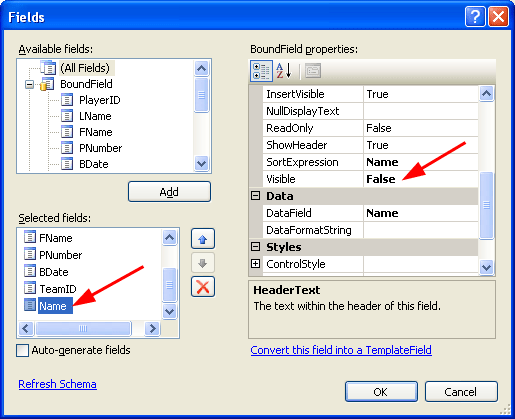 Fields
Available fields:
(All Fields)
BoundField
PlayerID
LName
FName
PNumber
BDate
Add
Selected fields:
FName
PNumber
BDate
TeamID
Name
Auto-generate fields
Refresh Schema
BoundField properties:
InsertVisible True
NullDisplayText
ReadOnly False
ShowHeader True
SortExpression Name
Visible False
Data
DataField Name
DataFormatString
Styles
ControlStyle
HeaderText
The text within the header of this field.
Convert this field into a TemplateField
OK
Cancel